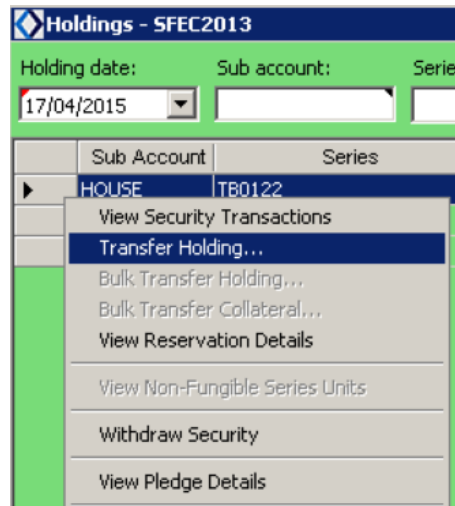 Holdings - SFEC2013
Holding date: Sub account: Serie
17/04/2015
Sub Account Series
HOUSE TB0122
View Security Transactions
Transfer Holding...
Bulk Transfer Holding...
Bulk Transfer Collateral...
View Reservation Details
View Non-Fungible Series Units
Withdraw Security
View Pledge Details